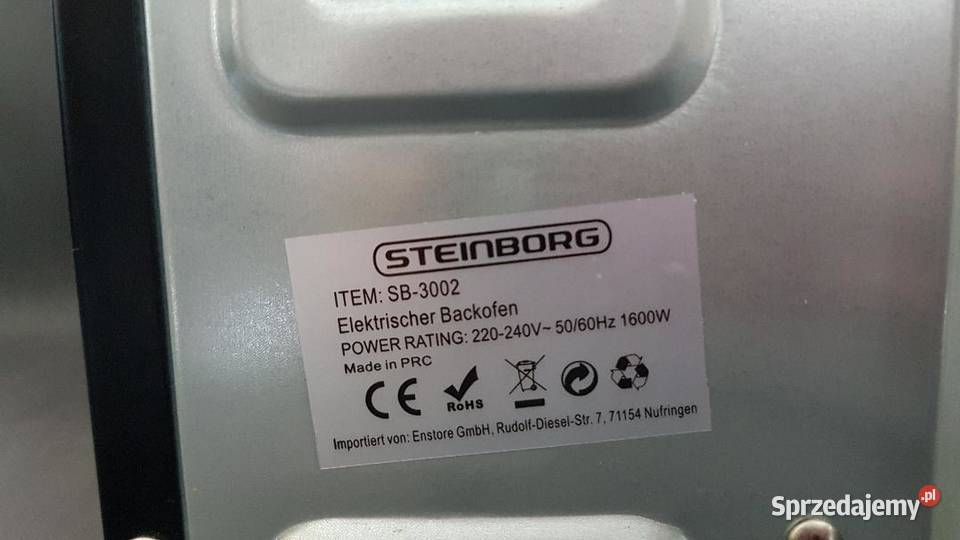 STEINBORG
ITEM: SB-3002
Elektrischer Backofen
POWER RATING: 220-240V~ 50/60Hz 1600W
Made in PRC
CE RoHS
Importiert von: Enstore GmbH, Rudolf-Diesel-Str. 7, 71154 Nufringen
Sprzedajemy.pl